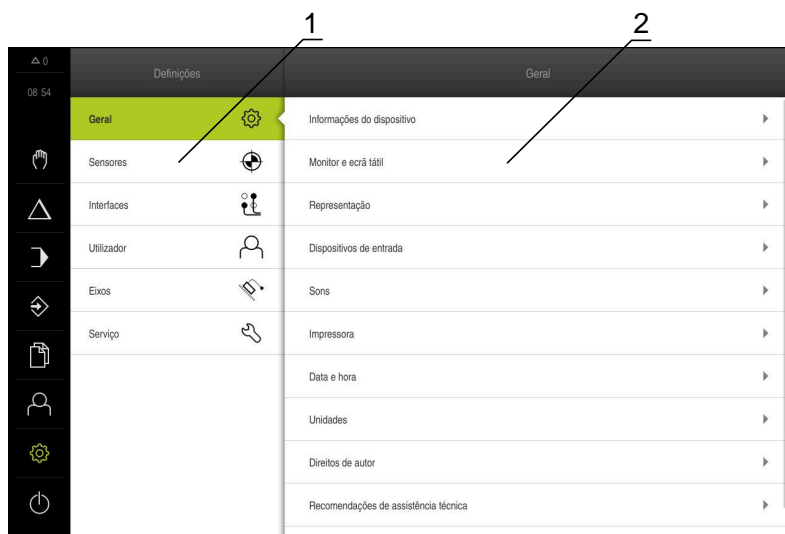 1
2
△ 0
08 54
Definições
Geral
Geral
Sensores
Interfaces
Utilizador
Eixos
Serviço
Informações do dispositivo
Monitor e ecrã tátil
Representação
Dispositivos de entrada
Sons
Impressora
Data e hora
Unidades
Direitos de autor
Recomendações de assistência técnica